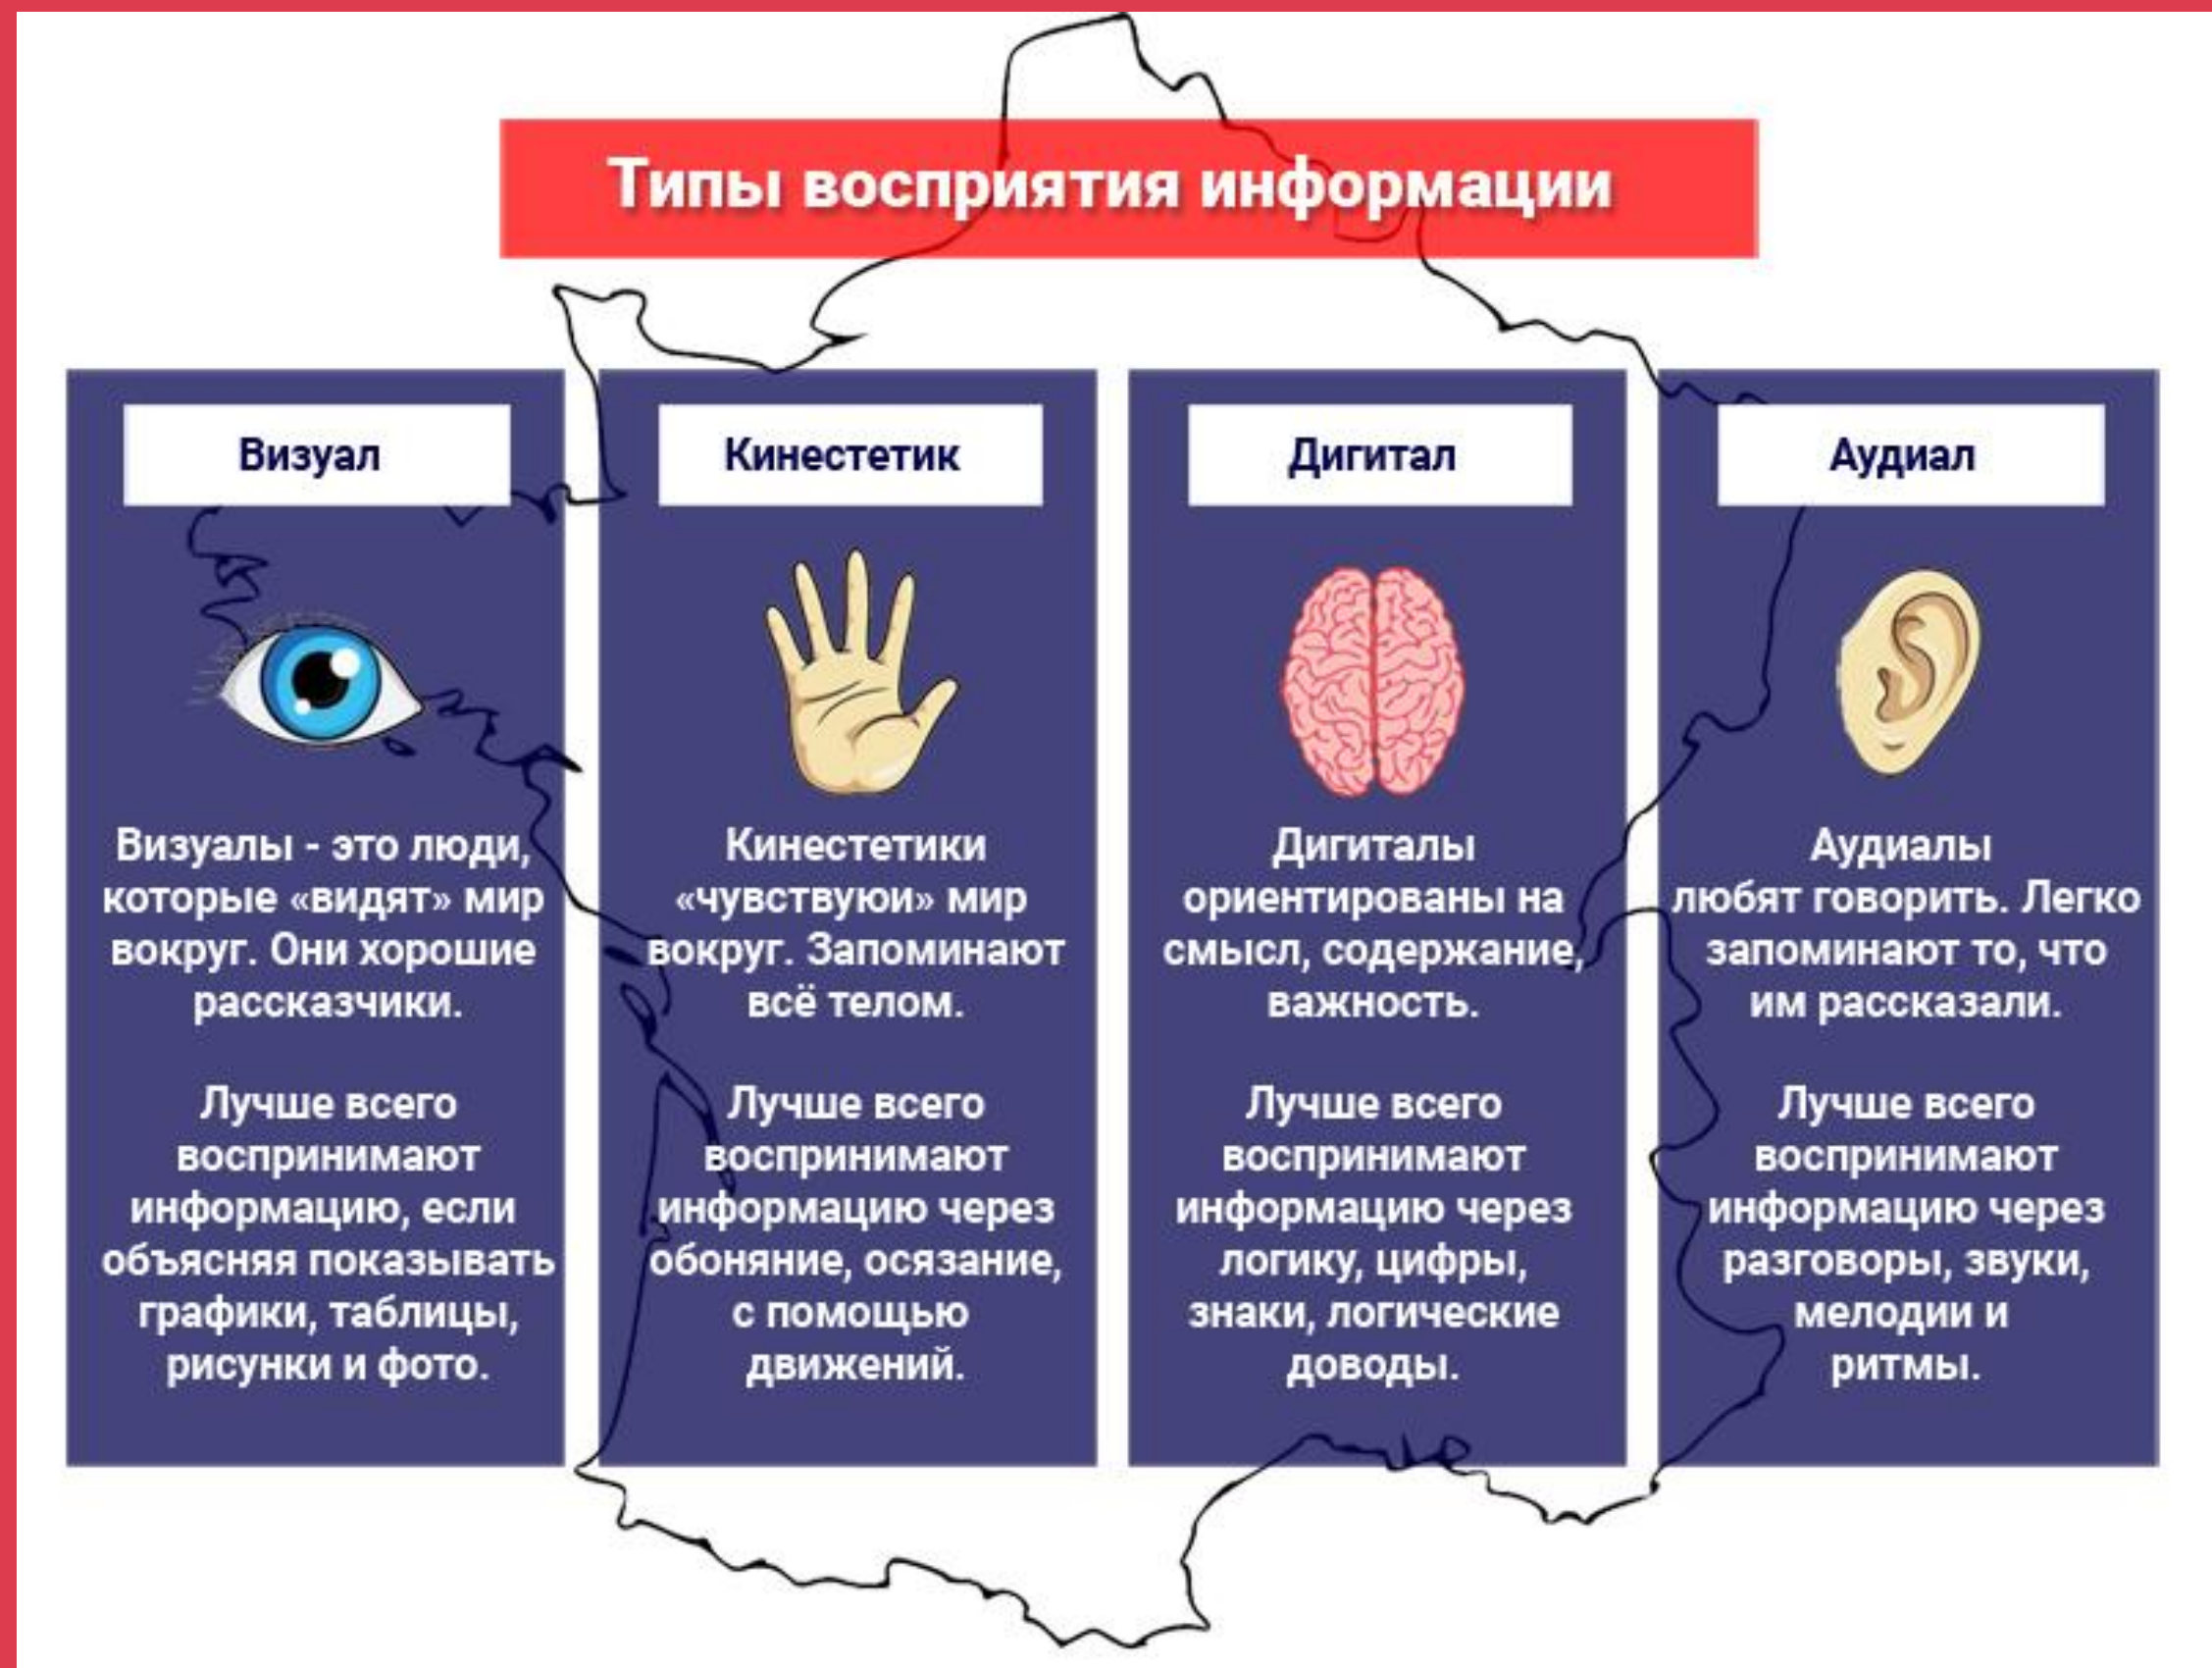 Типы восприятия информации
Визуал
Визуалы - это люди,
которые «видят» мир
вокруг. Они хорошие
рассказчики.
Лучше всего
воспринимают
информацию, если
объясняя показывать
графики, таблицы,
рисунки и фото.
Кинестетик
Кинестетики
«чувствуюи» мир
вокруг. Запоминают
всё телом.
Лучше всего
воспринимают
информацию через
обоняние, осязание,
с помощью
движений.
Дигитал
Дигиталы
ориентированы на
смысл, содержание,
важность.
Лучше всего
воспринимают
информацию через
логику, цифры,
знаки, логические
доводы.
Аудиал
Аудиалы
любят говорить. Легко
запоминают то, что
им рассказали.
Лучше всего
воспринимают
информацию через
разговоры, звуки,
мелодии и
ритмы.